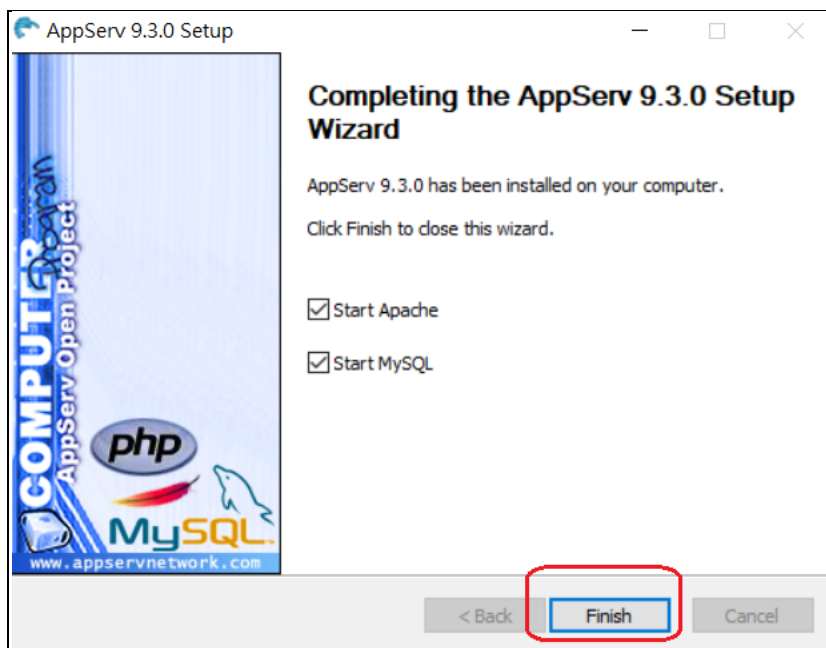 AppServ 9.3.0 Setup
Completing the AppServ 9.3.0 Setup
Wizard
AppServ 9.3.0 has been installed on your computer.
Click Finish to close this wizard.
Start Apache
Start MySQL
COMPUTER
Program
AppServ Open Project
php
MySQL
www.appservnetwork.com
< Back
Finish
Cancel